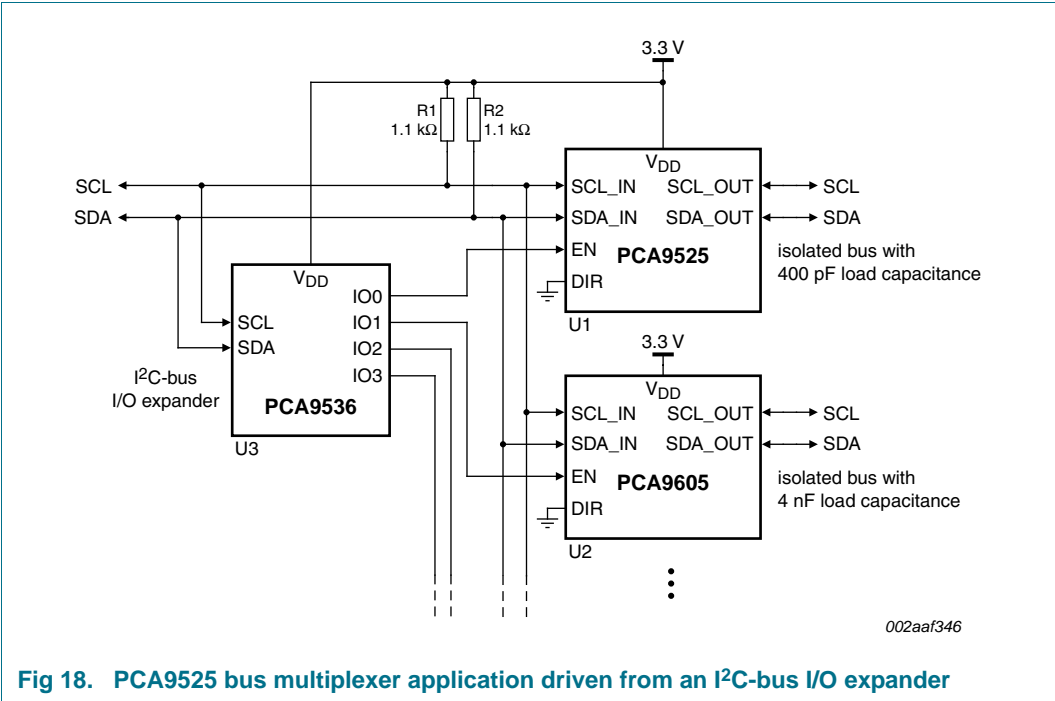 3.3 V
R1
1.1 kΩ
R2
1.1 kΩ
SCL
SDA
VDD
SCL_IN
SCL_OUT
SCL
SDA_IN
SDA_OUT
SDA
EN
PCA9525
DIR
isolated bus with
400 pF load capacitance
U1
VDD
IO0
SCL
IO1
SDA
IO2
IO3
I2C-bus
I/O expander
PCA9536
U3
3.3 V
VDD
SCL_IN
SCL_OUT
SCL
SDA_IN
SDA_OUT
SDA
EN
PCA9605
DIR
isolated bus with
4 nF load capacitance
U2
002aaf346
Fig 18. PCA9525 bus multiplexer application driven from an I2C-bus I/O expander